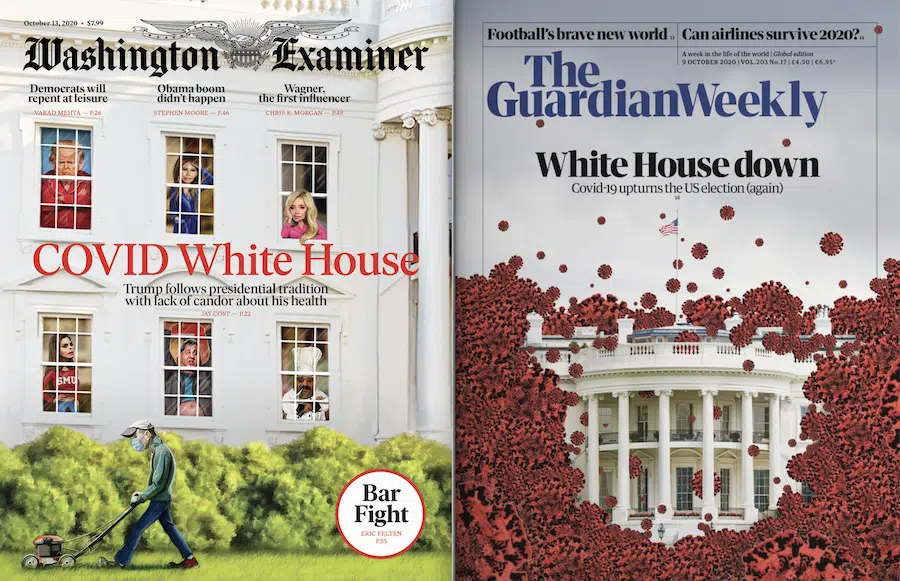 October 13, 2020 • $7.99
Washington Examiner
Democrats will
repent at leisure
VARAD MEHTA — P.26
Obama boom
didn't happen
STEPHEN MOORE — P.46
Wagner,
the first influencer
CHRIS R. MORGAN — P.48
COVID White House
Trump follows presidential tradition
with lack of candor about his health
JAY COST — P.22
SMU
Bar
Fight
ERIC FELTEN
P.55
Football's brave new world
Can airlines survive 2020?
A week in the life of the world | Global edition
9 OCTOBER 2020 | VOL.203 No.17 | £4.50 | €6.95*
The
Guardian Weekly
White House down
Covid-19 upturns the US election (again)